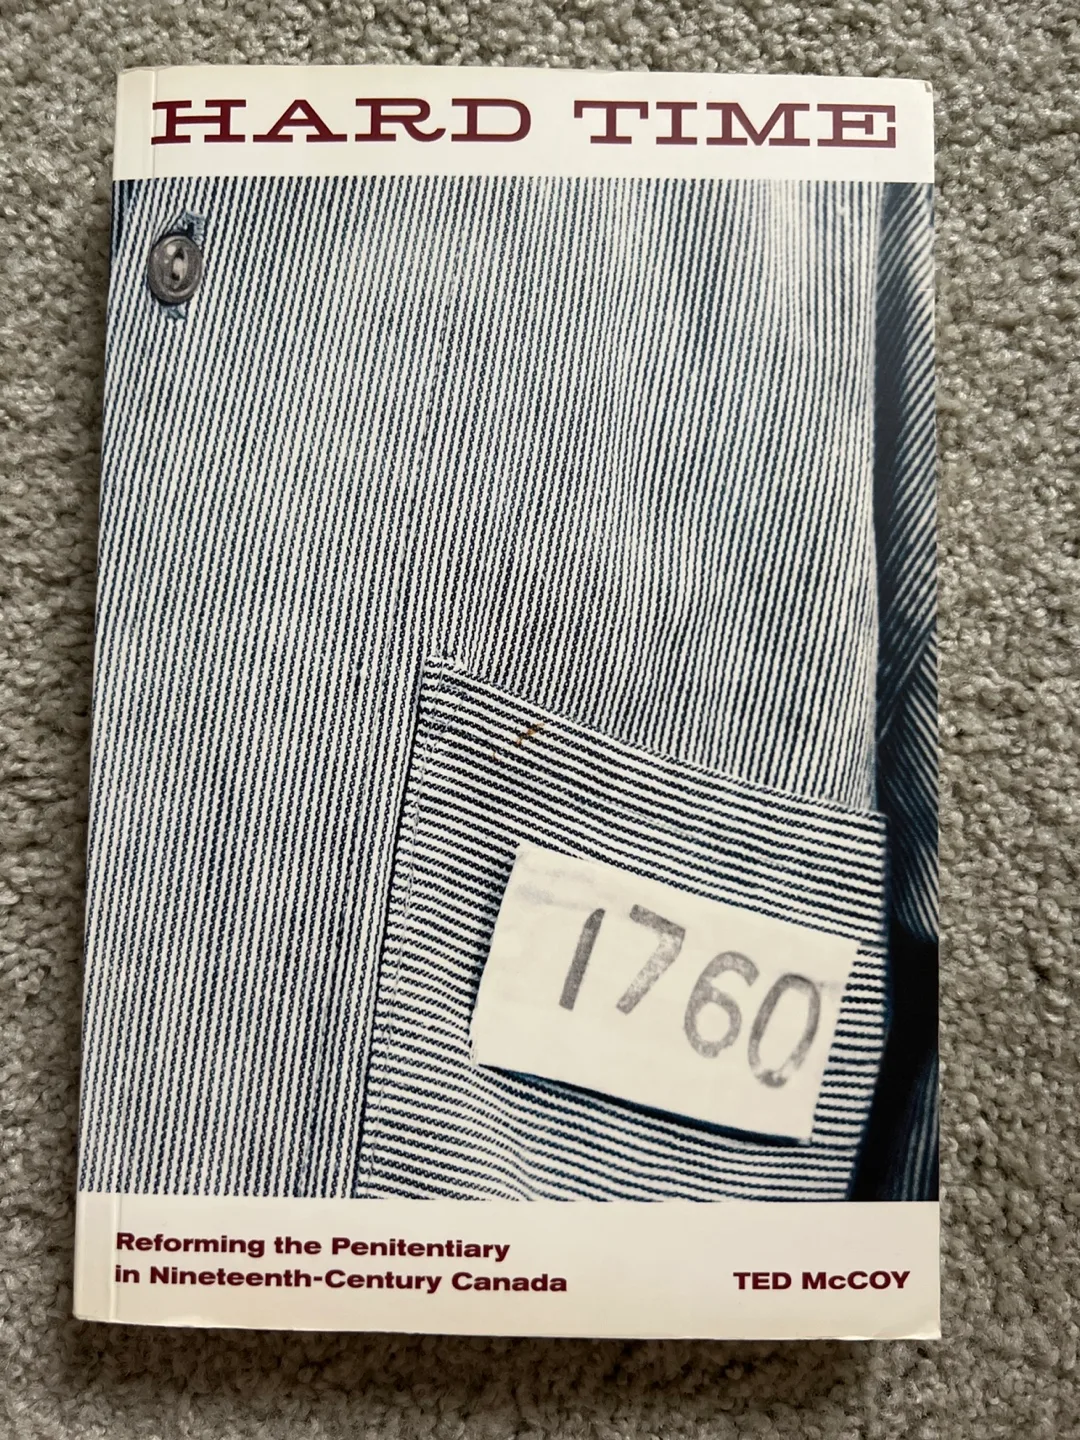 HARD TIME
1760
Reforming the Penitentiary
in Nineteenth-Century Canada
TED McCOY